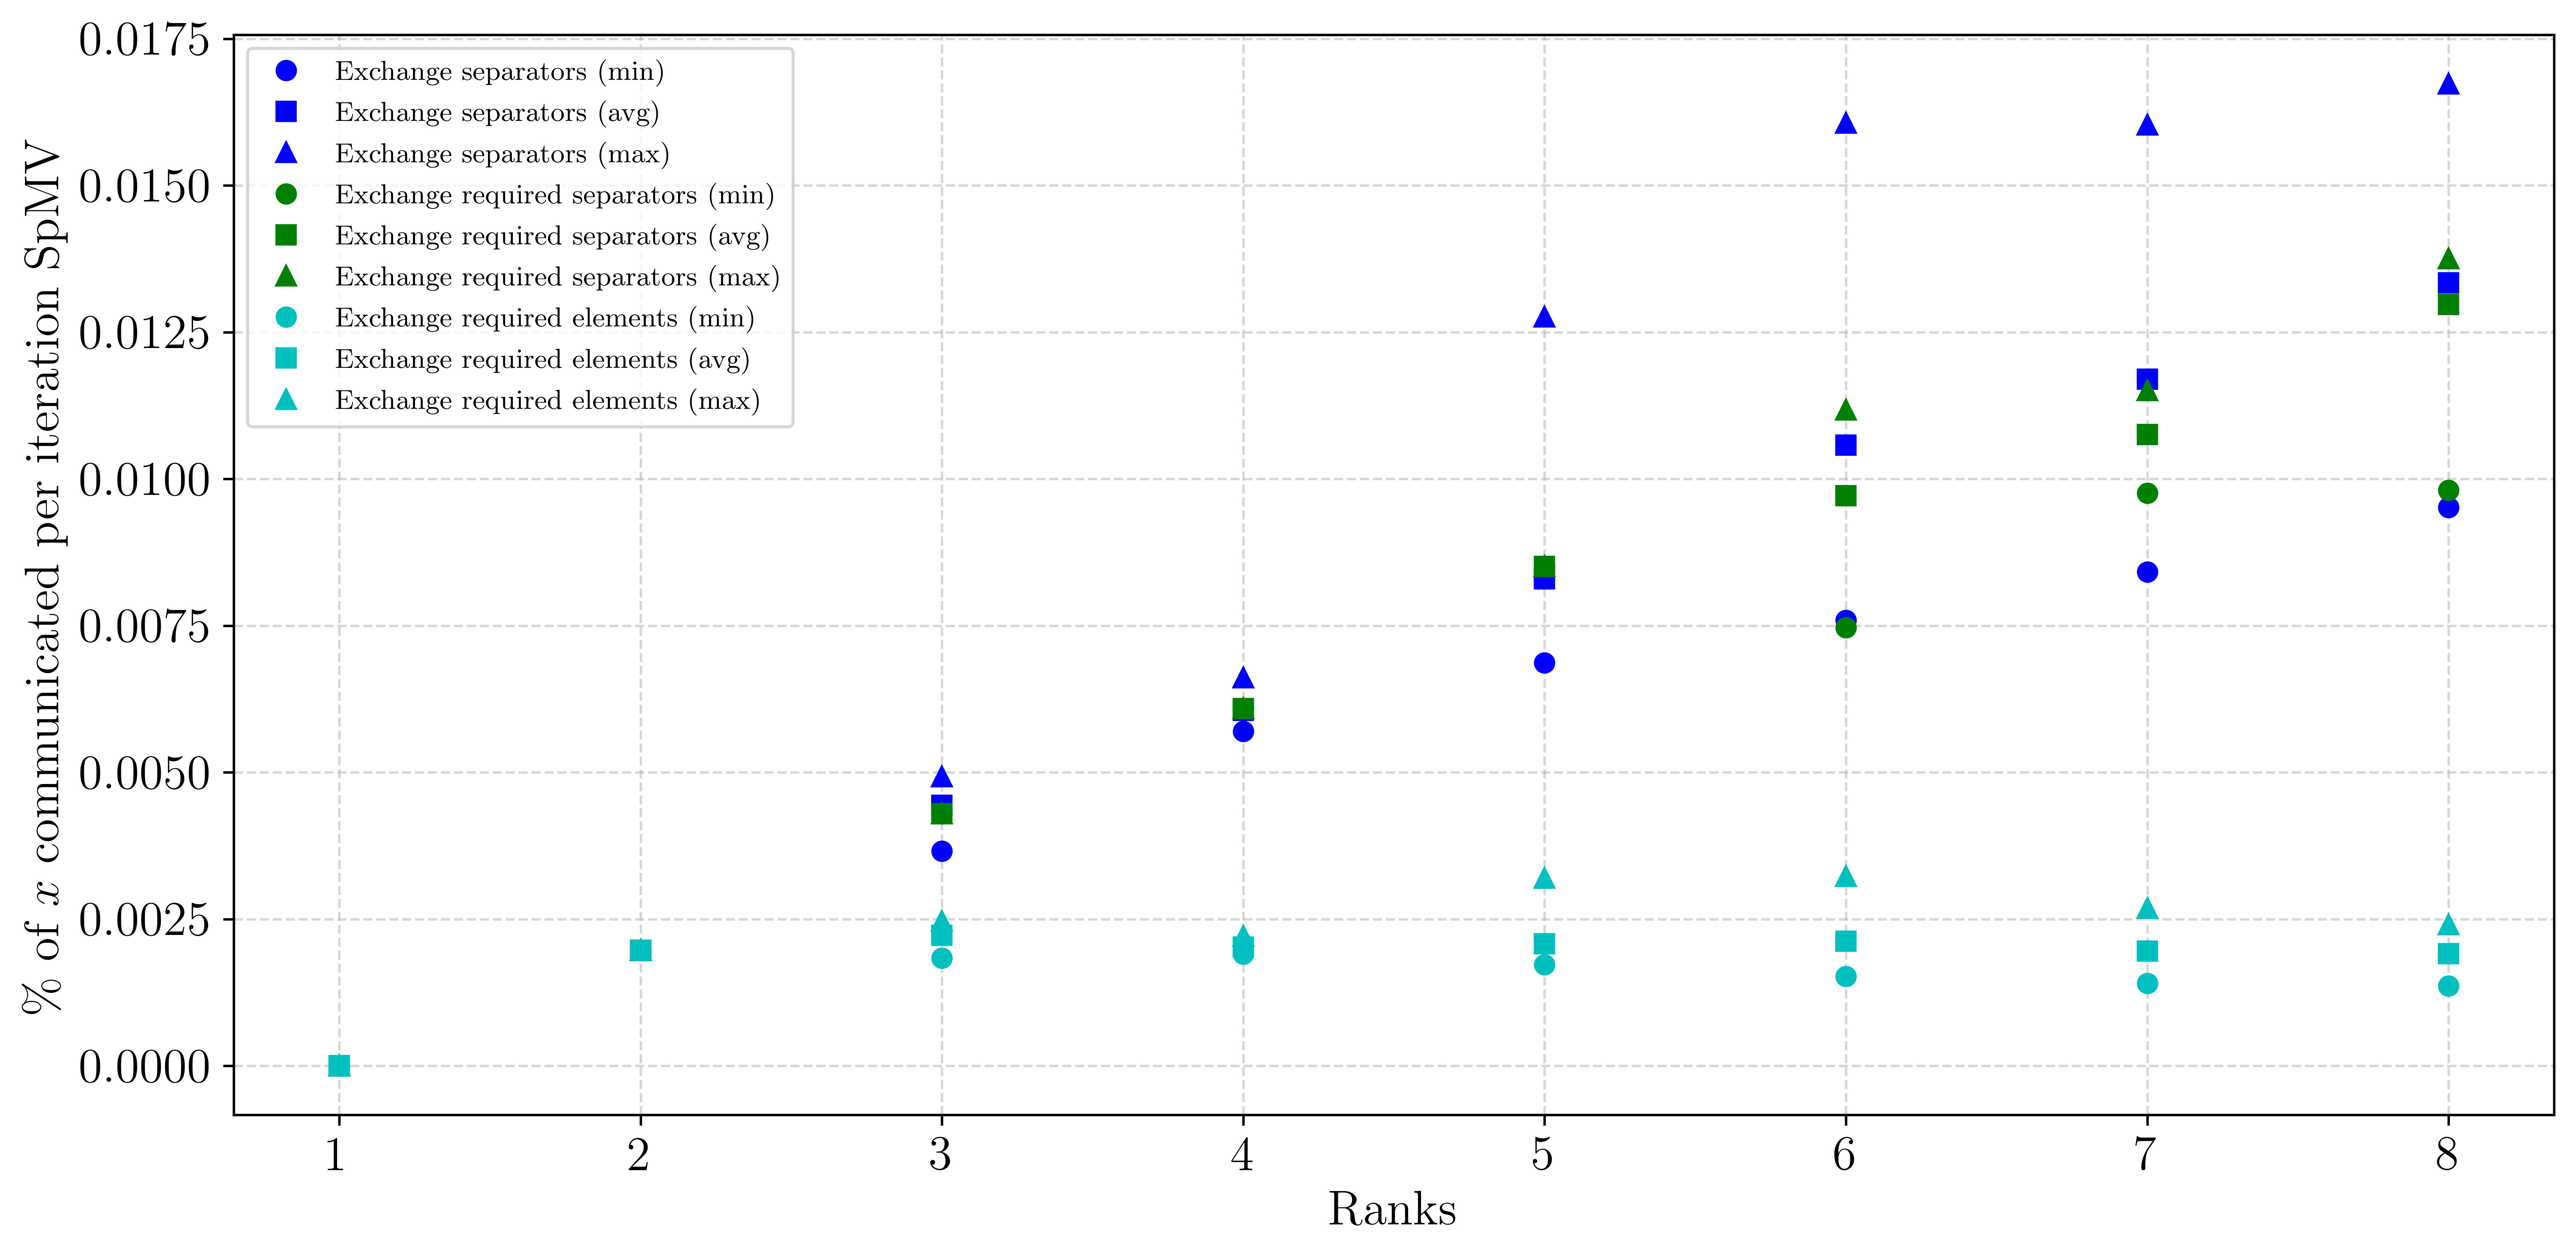 % of x communicated per iteration SpMV
0.0175
0.0150
0.0125
0.0100
0.0075
0.0050
0.0025
0.0000
Exchange separators (min)
Exchange separators (avg)
Exchange separators (max)
Exchange required separators (min)
Exchange required separators (avg)
Exchange required separators (max)
Exchange required elements (min)
Exchange required elements (avg)
Exchange required elements (max)
1 2 3 4 5 6 7 8
Ranks